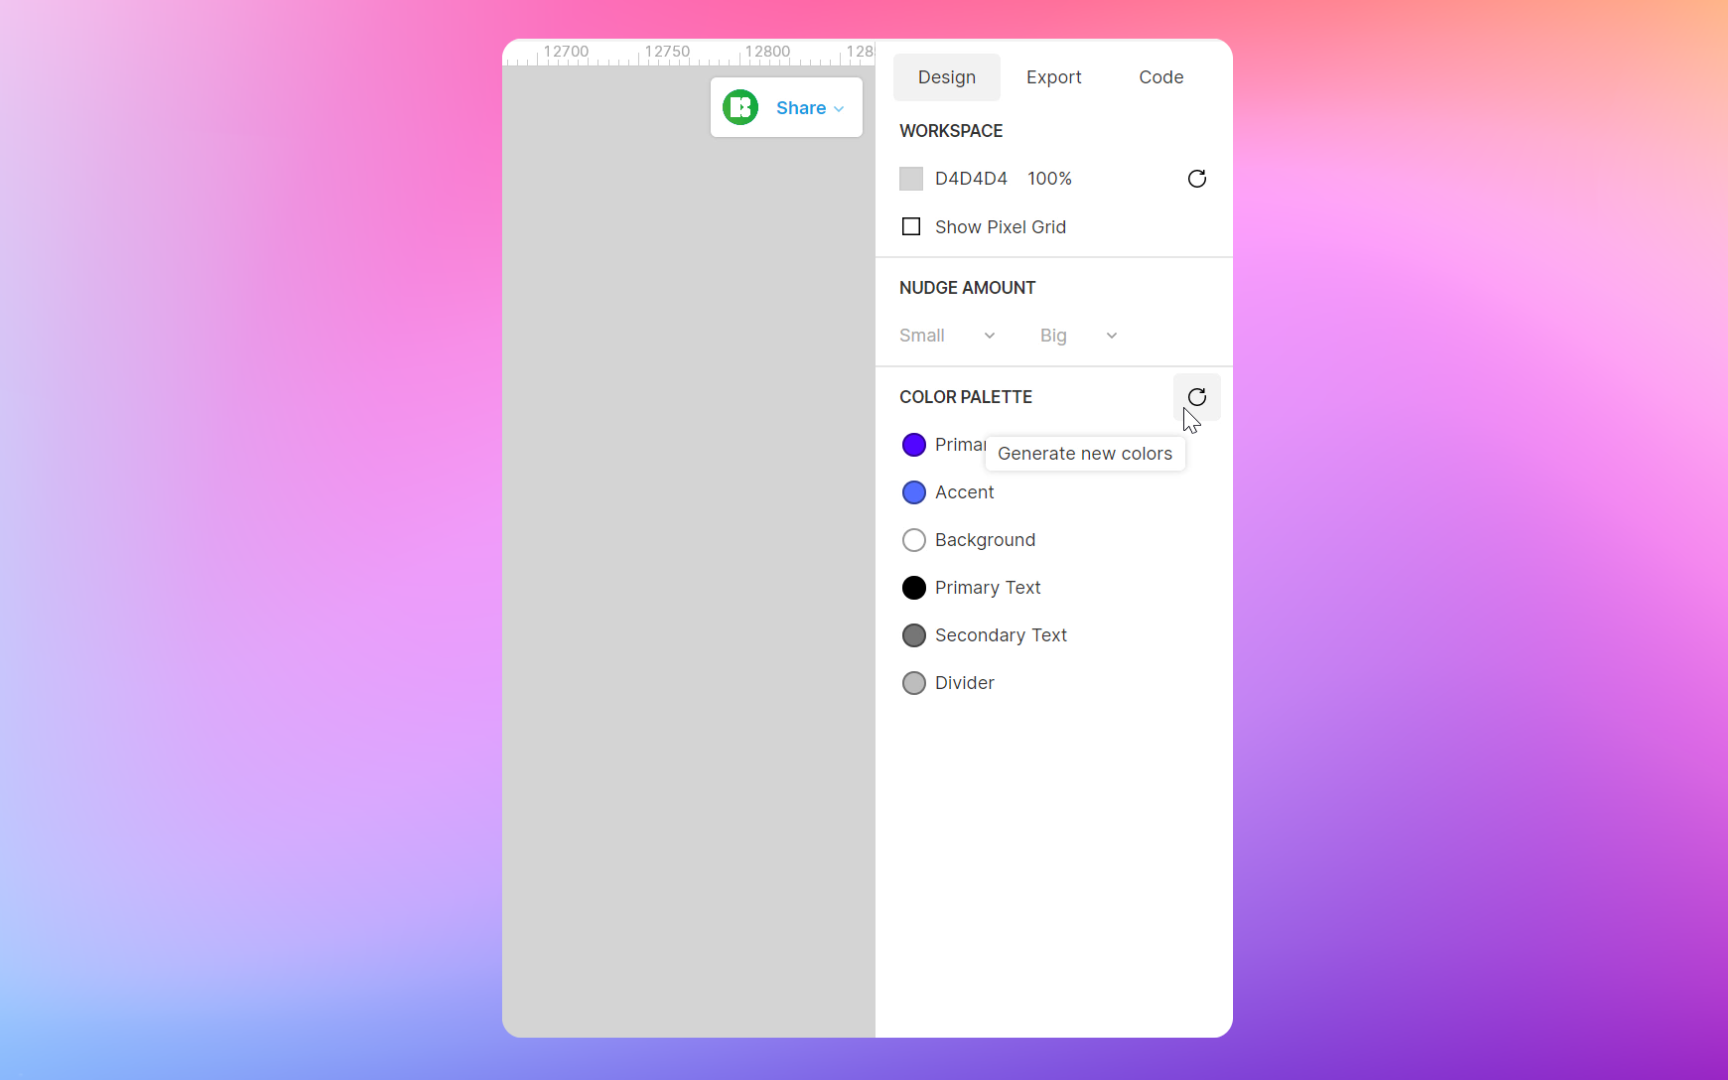 12700 12750 12800 128
Share
Design Export Code
WORKSPACE
D4D4D4 100%
Show Pixel Grid
NUDGE AMOUNT
Small Big
COLOR PALETTE
Primar
Generate new colors
Accent
Background
Primary Text
Secondary Text
Divider